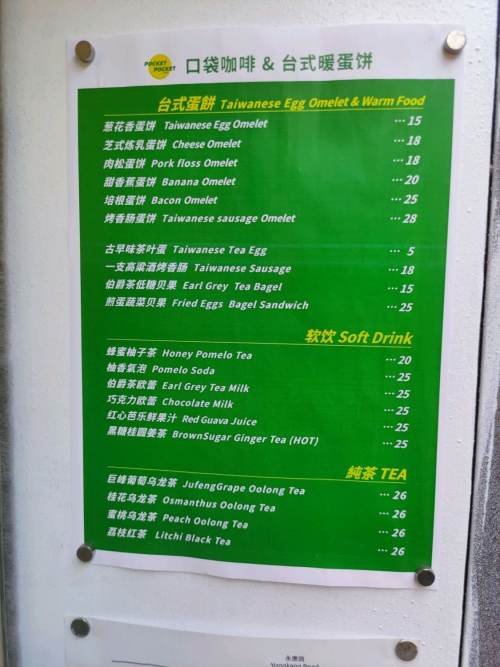 POCKET POCKET 口袋咖啡 & 台式暖蛋饼
台式蛋餅 Taiwanese Egg Omelet & Warm Food
葱花香蛋饼 Taiwanese Egg Omelet ··· 15
芝式炼乳蛋饼 Cheese Omelet ··· 18
肉松蛋饼 Pork floss Omelet ··· 18
甜香蕉蛋饼 Banana Omelet ··· 20
培根蛋饼 Bacon Omelet ··· 25
烤香肠蛋饼 Taiwanese sausage Omelet ··· 28
古早味茶叶蛋 Taiwanese Tea Egg ··· 5
一支高粱酒烤香肠 Taiwanese Sausage ··· 18
伯爵茶低糖贝果 Earl Grey Tea Bagel ··· 15
煎蛋蔬菜贝果 Fried Eggs Bagel Sandwich ··· 25
软饮 Soft Drink
蜂蜜柚子茶 Honey Pomelo Tea ··· 20
柚香氣泡 Pomelo Soda ··· 25
伯爵茶欧蕾 Earl Grey Tea Milk ··· 25
巧克力欧蕾 Chocolate Milk ··· 25
红心芭乐鲜果汁 Red Guava Juice ··· 25
黑糖桂圆姜茶 BrownSugar Ginger Tea (HOT) ··· 25
純茶 TEA
巨峰葡萄乌龙茶 JufengGrape Oolong Tea ··· 26
桂花乌龙茶 Osmanthus Oolong Tea ··· 26
蜜桃乌龙茶 Peach Oolong Tea ··· 26
荔枝红茶 Litchi Black Tea ··· 26
永康路